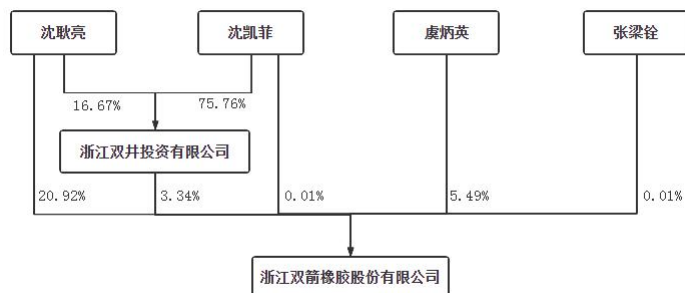 沈耿亮
沈凯菲
虞炳英
张梁铨
16.67%
75.76%
浙江双井投资有限公司
20.92%
3.34%
0.01%
5.49%
0.01%
浙江双箭橡胶股份有限公司